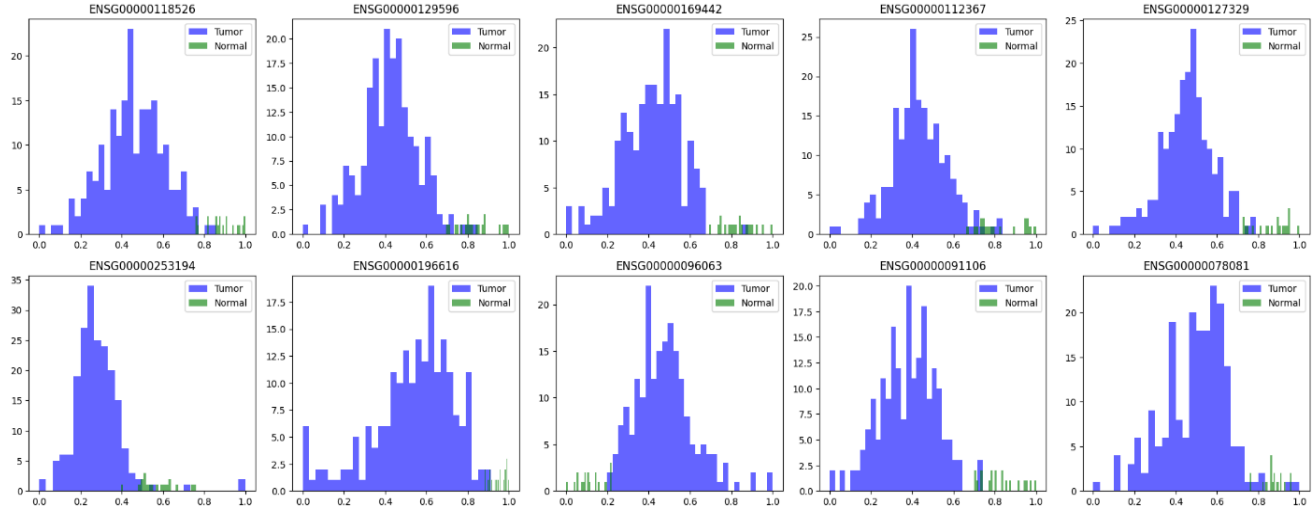 ENSG00000118526
ENSG00000129596
ENSG00000169442
ENSG00000112367
ENSG00000127329
Tumor
Normal
Tumor
Normal
Tumor
Normal
Tumor
Normal
Tumor
Normal
20
15
10
5
0
0.0 0.2 0.4 0.6 0.8 1.0
20.0
17.5
15.0
12.5
10.0
7.5
5.0
2.5
0.0
0.0 0.2 0.4 0.6 0.8 1.0
20
15
10
5
0
0.0 0.2 0.4 0.6 0.8 1.0
25
20
15
10
5
0
0.0 0.2 0.4 0.6 0.8 1.0
25
20
15
10
5
0
0.0 0.2 0.4 0.6 0.8 1.0
ENSG00000253194
ENSG00000196616
ENSG00000096063
ENSG00000091106
ENSG00000078081
Tumor
Normal
Tumor
Normal
Tumor
Normal
Tumor
Normal
Tumor
Normal
35
30
25
20
15
10
5
0
0.0 0.2 0.4 0.6 0.8 1.0
17.5
15.0
12.5
10.0
7.5
5.0
2.5
0.0
0.0 0.2 0.4 0.6 0.8 1.0
20
15
10
5
0
0.0 0.2 0.4 0.6 0.8 1.0
20.0
17.5
15.0
12.5
10.0
7.5
5.0
2.5
0.0
0.0 0.2 0.4 0.6 0.8 1.0
20
15
10
5
0
0.0 0.2 0.4 0.6 0.8 1.0